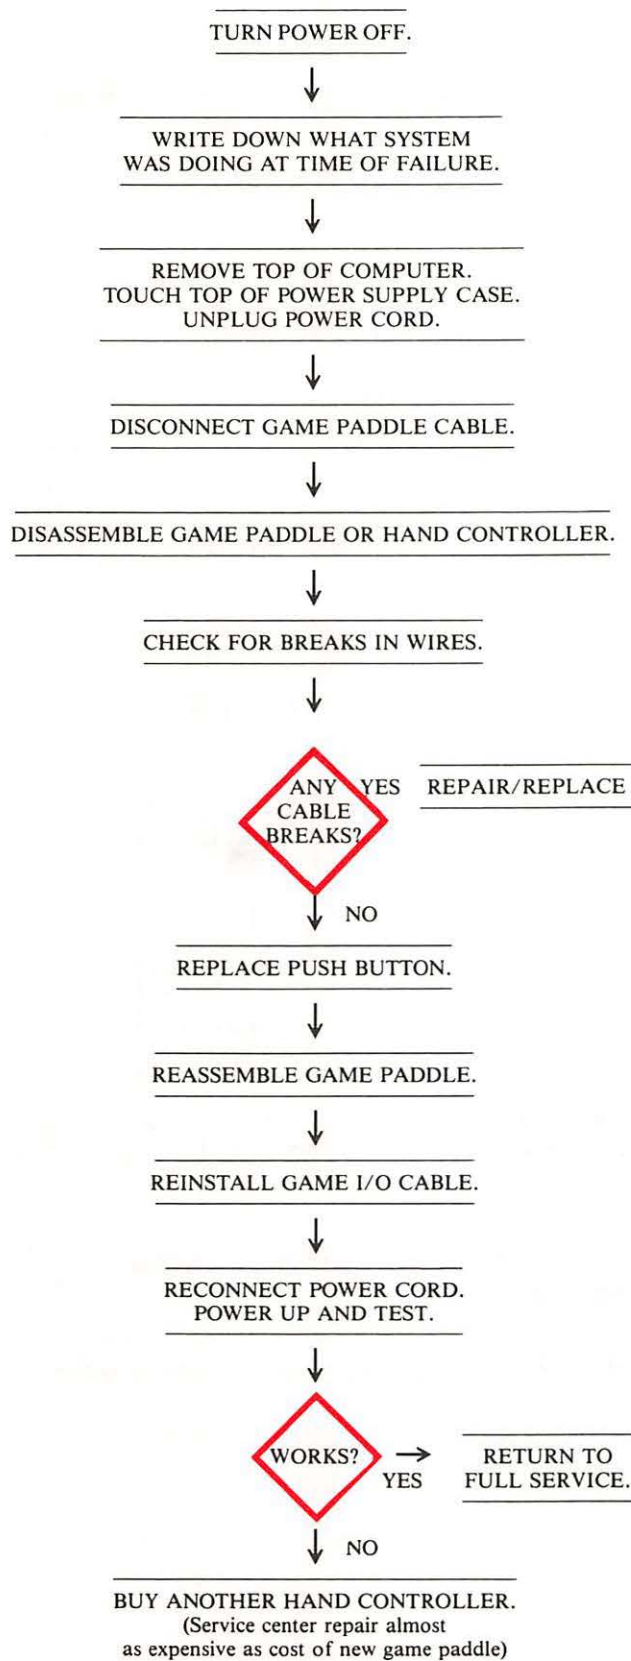 TURN POWER OFF.
WRITE DOWN WHAT SYSTEM
WAS DOING AT TIME OF FAILURE.
REMOVE TOP OF COMPUTER.
TOUCH TOP OF POWER SUPPLY CASE.
UNPLUG POWER CORD.
DISCONNECT GAME PADDLE CABLE.
DISASSEMBLE GAME PADDLE OR HAND CONTROLLER.
CHECK FOR BREAKS IN WIRES.
ANY
CABLE
BREAKS?
YES
REPAIR/REPLACE
NO
REPLACE PUSH BUTTON.
REASSEMBLE GAME PADDLE.
REINSTALL GAME I/O CABLE.
RECONNECT POWER CORD.
POWER UP AND TEST.
WORKS?
YES
RETURN TO
FULL SERVICE.
NO
BUY ANOTHER HAND CONTROLLER.
(Service center repair almost
as expensive as cost of new game paddle)